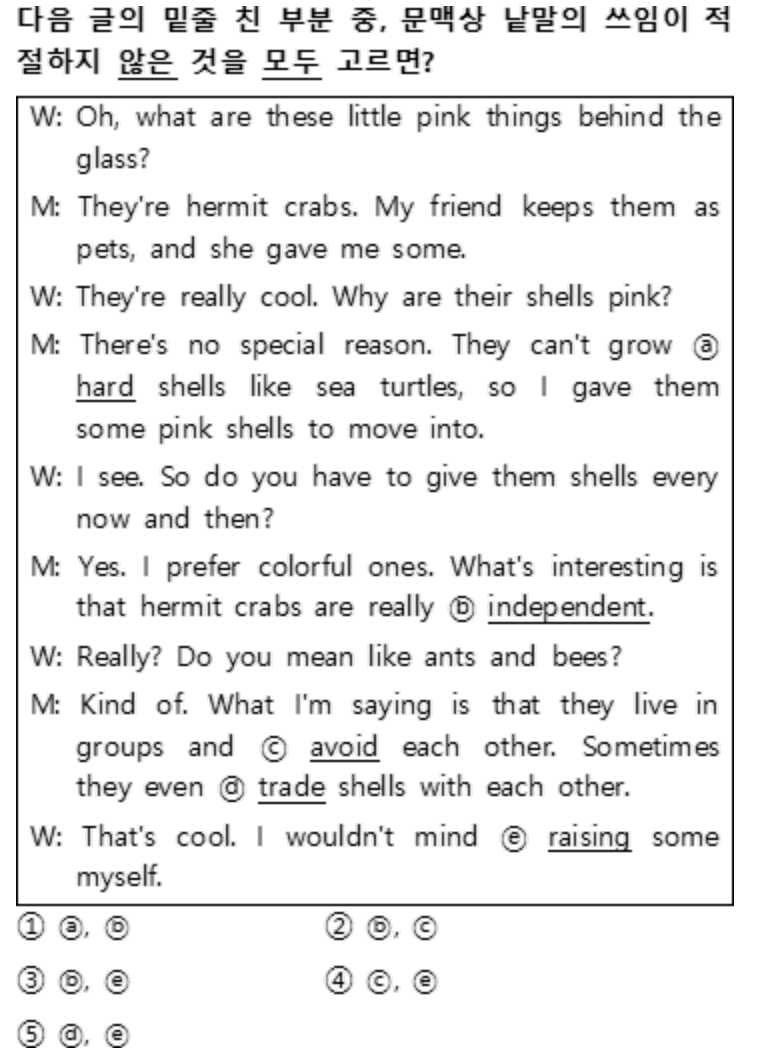 다음 글의 밑줄 친 부분 중, 문맥상 낱말의 쓰임이 적
절하지 않은 것을 모두 고르면?
W: Oh, what are these little pink things behind the
glass?
M: They're hermit crabs. My friend keeps them as
pets, and she gave me some.
W: They're really cool. Why are their shells pink?
M: There's no special reason. They can't grow ⓐ
hard shells like sea turtles, so I gave them
some pink shells to move into.
W: I see. So do you have to give them shells every
now and then?
M: Yes. I prefer colorful ones. What's interesting is
that hermit crabs are really ⓑ independent.
W: Really? Do you mean like ants and bees?
M: Kind of. What I'm saying is that they live in
groups and ⓒ avoid each other. Sometimes
they even ⓓ trade shells with each other.
W: That's cool. I wouldn't mind ⓔ raising some
myself.
① ⓐ, ⓑ ② ⓑ, ⓒ
③ ⓑ, ⓔ ④ ⓒ, ⓔ
⑤ ⓓ, ⓔ